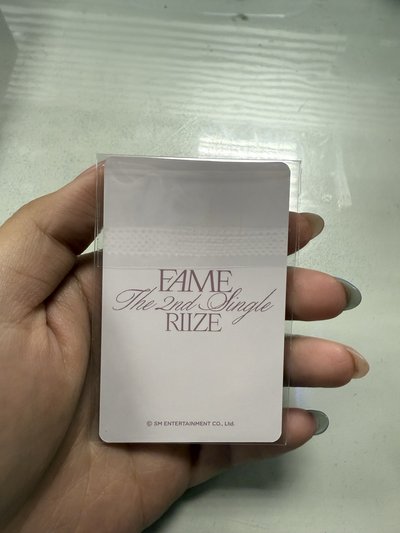 FAME
The 2nd Single
RIIZE
© SM ENTERTAINMENT CO., Ltd.